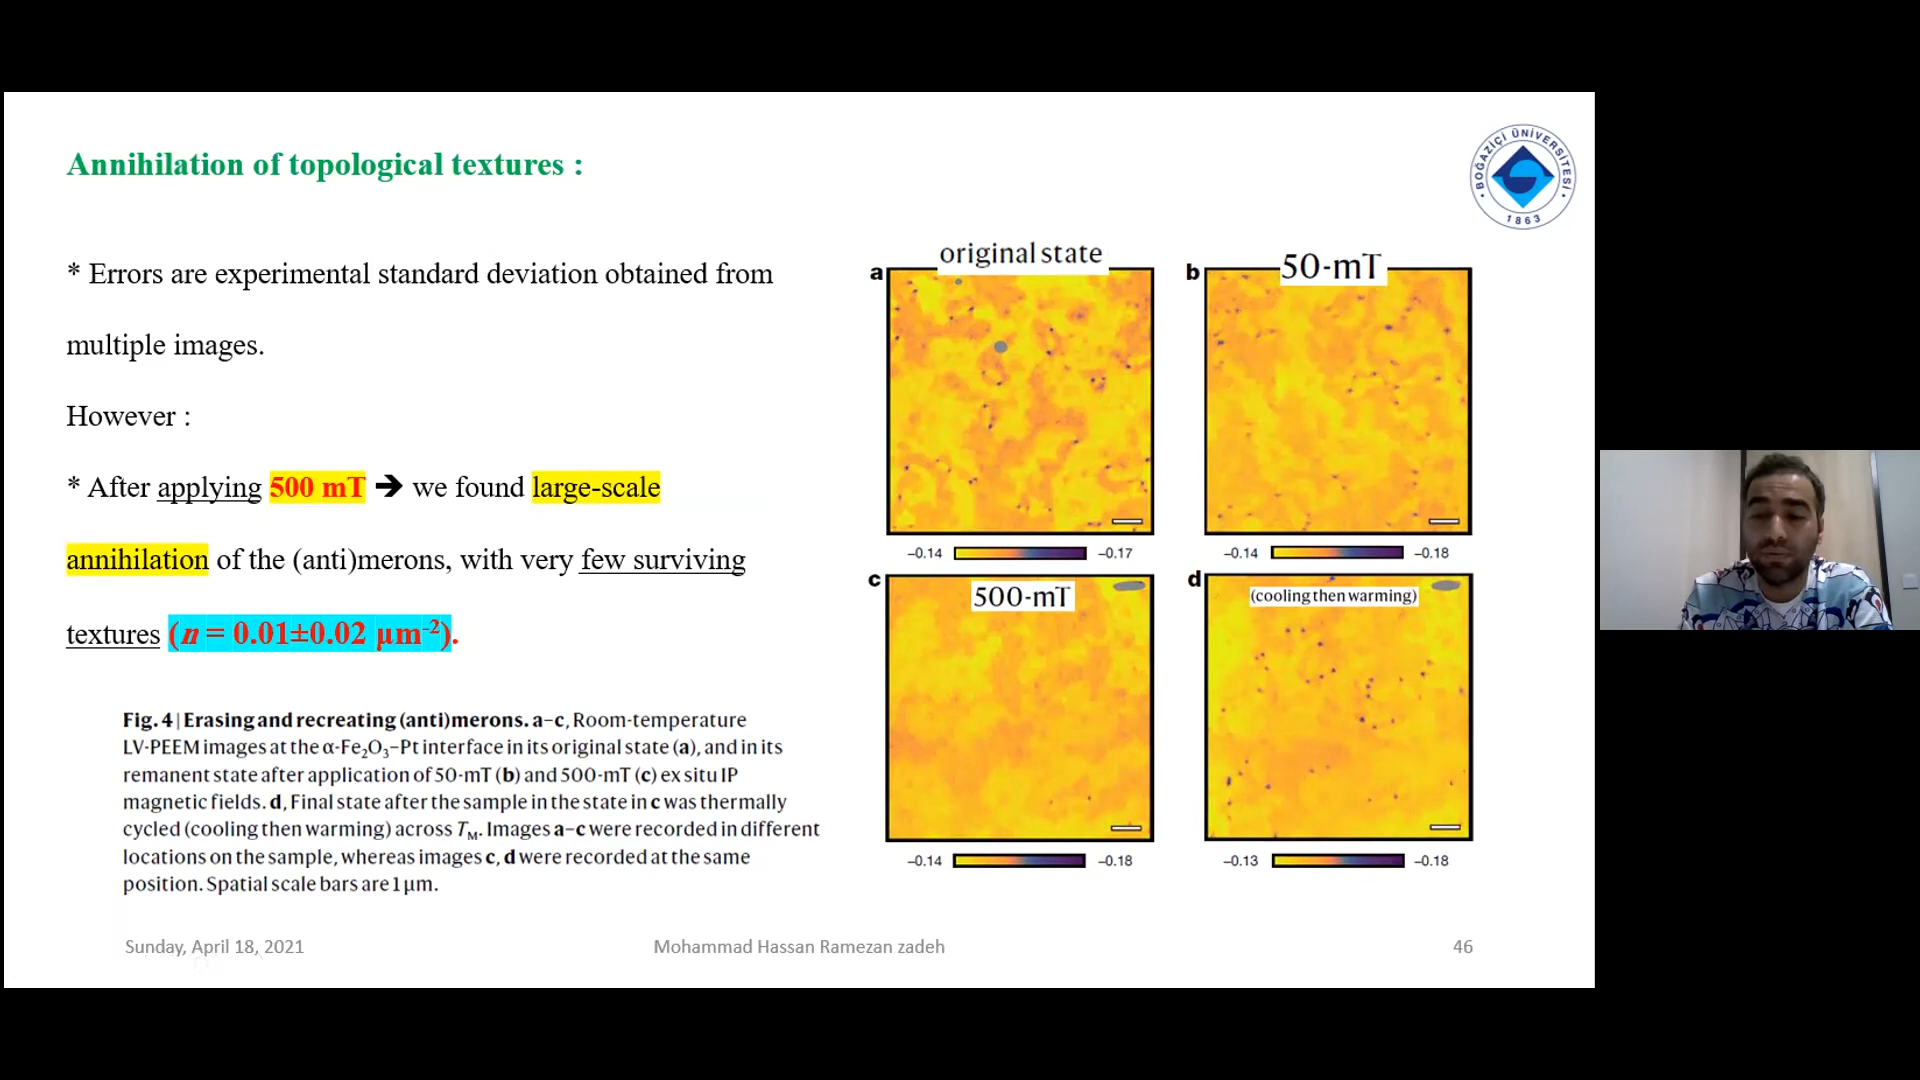 Annihilation of topological textures :
BOĞAZİÇİ ÜNİVERSİTESİ
1863
* Errors are experimental standard deviation obtained from
multiple images.
However :
* After applying 500 mT ➔ we found large-scale
annihilation of the (anti)merons, with very few surviving
textures (n = 0.01±0.02 µm⁻²).
a
original state
−0.14
−0.17
b
50-mT
−0.14
−0.18
c
500-mT
−0.14
−0.18
d
(cooling then warming)
−0.13
−0.18
Fig. 4 | Erasing and recreating (anti)merons. a–c, Room-temperature
LV-PEEM images at the α-Fe₂O₃–Pt interface in its original state (a), and in its
remanent state after application of 50-mT (b) and 500-mT (c) ex situ IP
magnetic fields. d, Final state after the sample in the state in c was thermally
cycled (cooling then warming) across T_M. Images a–c were recorded in different
locations on the sample, whereas images c, d were recorded at the same
position. Spatial scale bars are 1 µm.
Sunday, April 18, 2021
Mohammad Hassan Ramezan zadeh
46